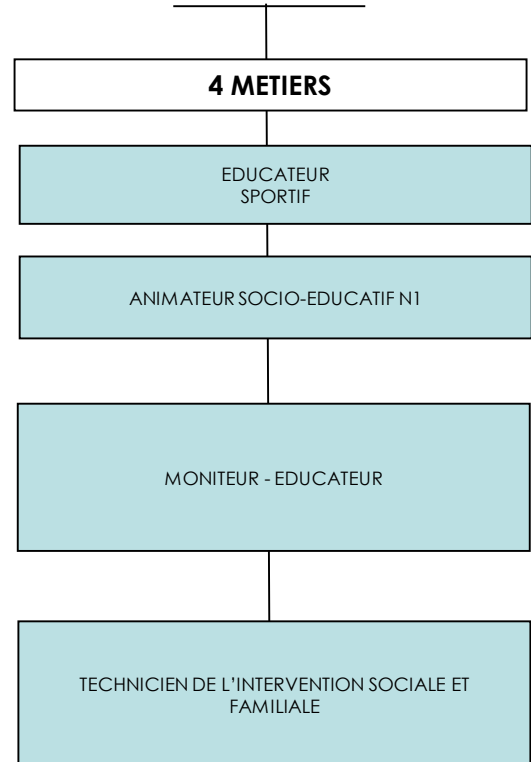 4 METIERS
EDUCATEUR
SPORTIF
ANIMATEUR SOCIO-EDUCATIF N1
MONITEUR - EDUCATEUR
TECHNICIEN DE L'INTERVENTION SOCIALE ET
FAMILIALE